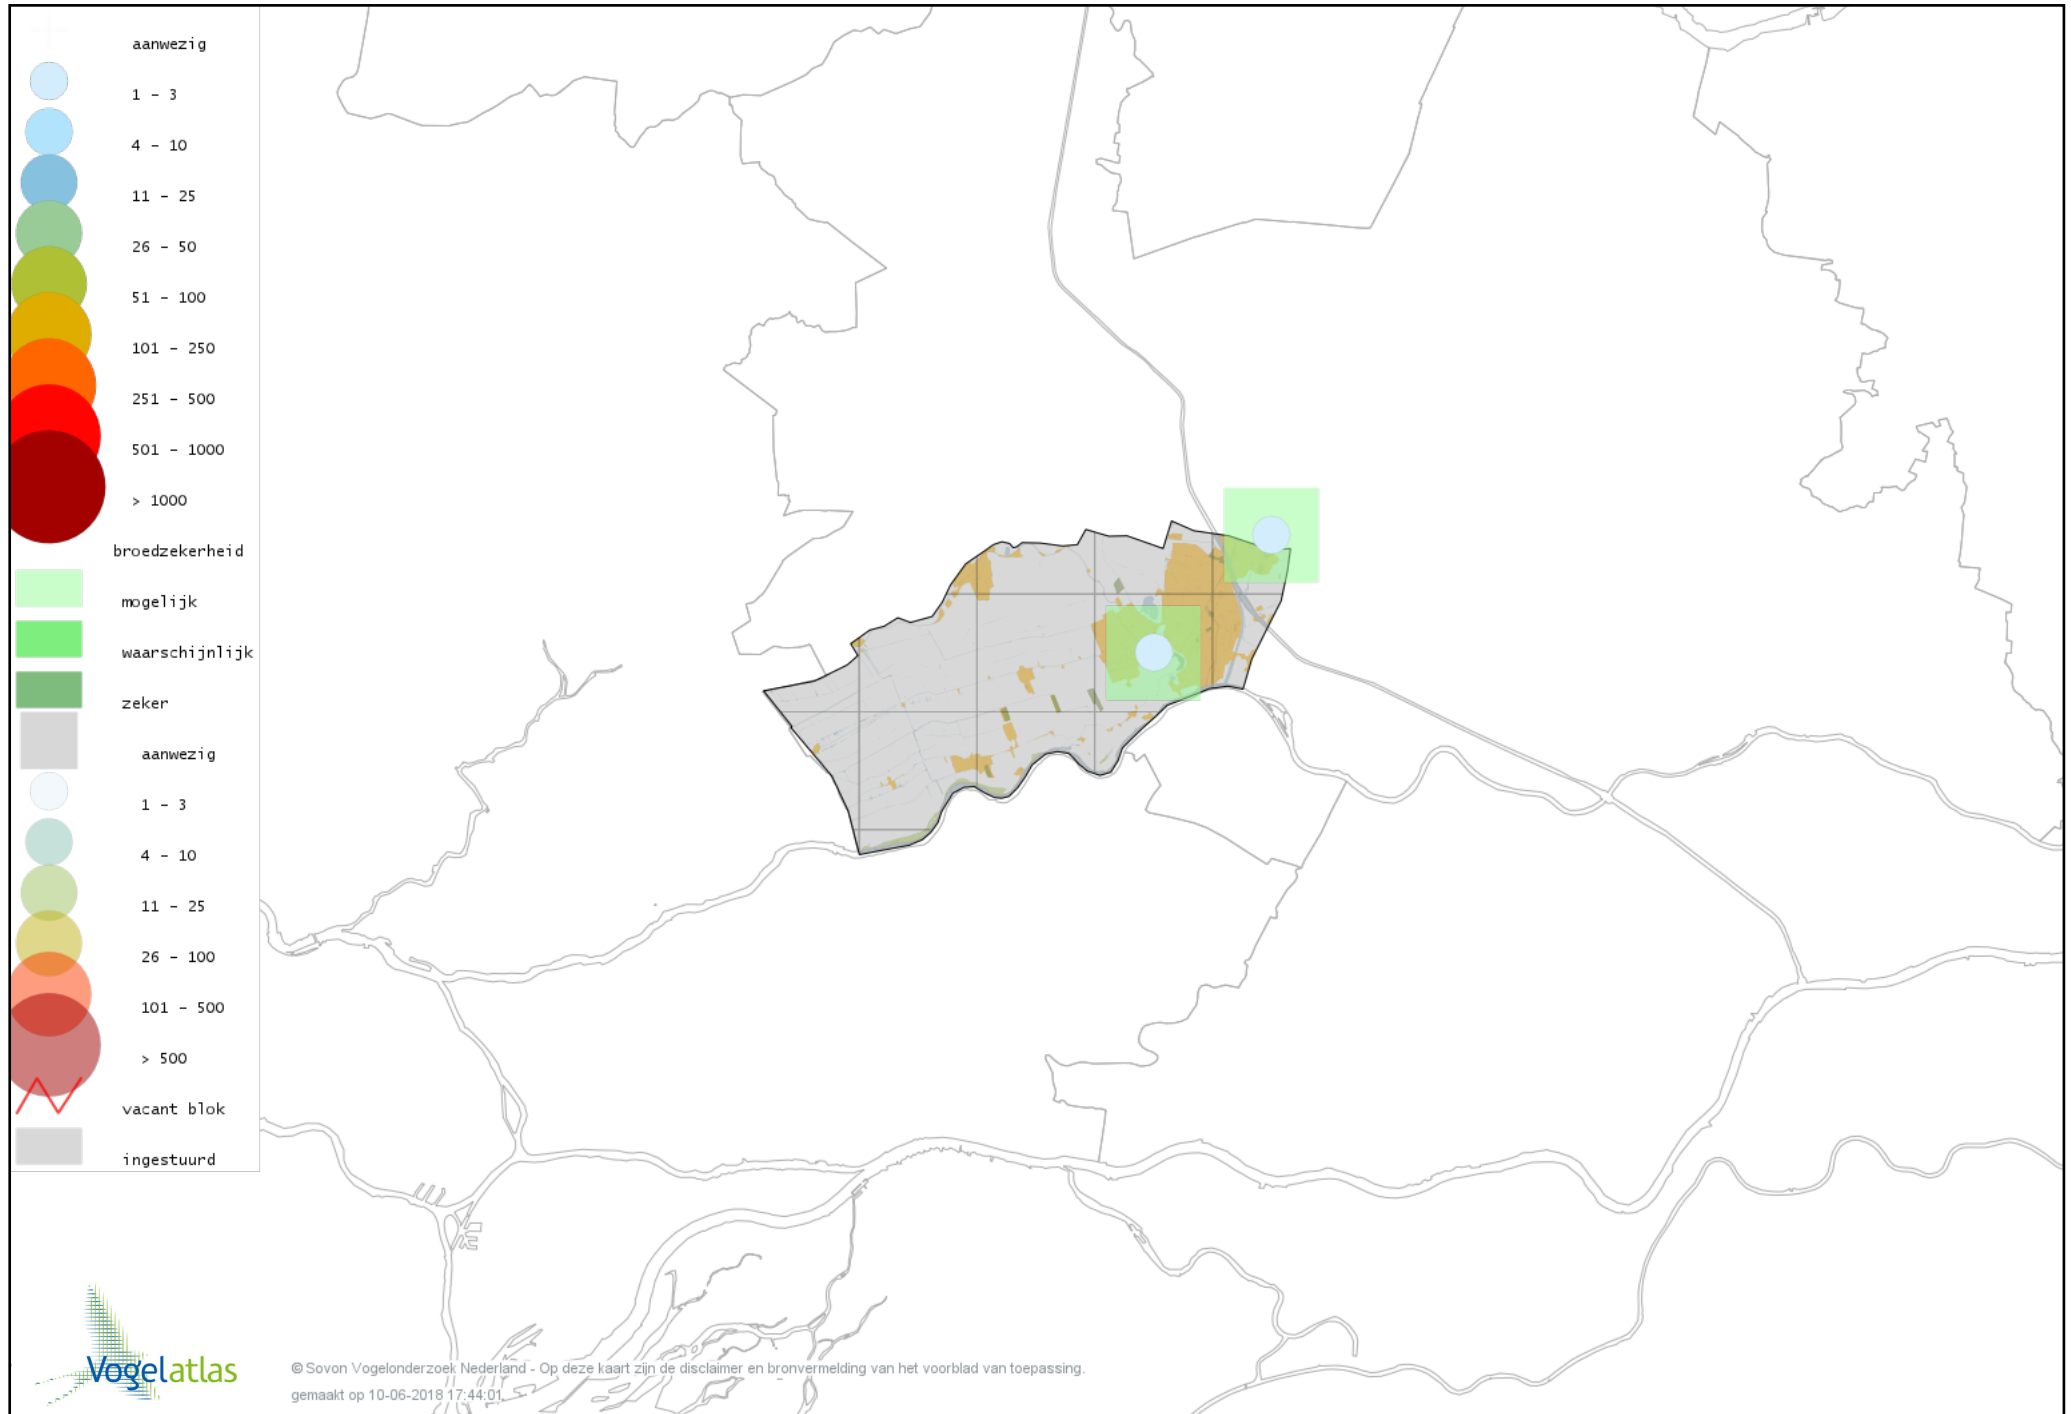 aanwezig
1 – 3
4 – 10
11 – 25
26 – 50
51 – 100
101 – 250
251 – 500
501 – 1000
> 1000
broedzekerheid
mogelijk
waarschijnlijk
zeker
aanwezig
1 – 3
4 – 10
11 – 25
26 – 100
101 – 500
> 500
vacant blok
ingestuurd
Vogelatlas
© Sovon Vogelonderzoek Nederland - Op deze kaart zijn de disclaimer en bronvermelding van het voorblad van toepassing.
gemaakt op 10-06-2018 17:44:01